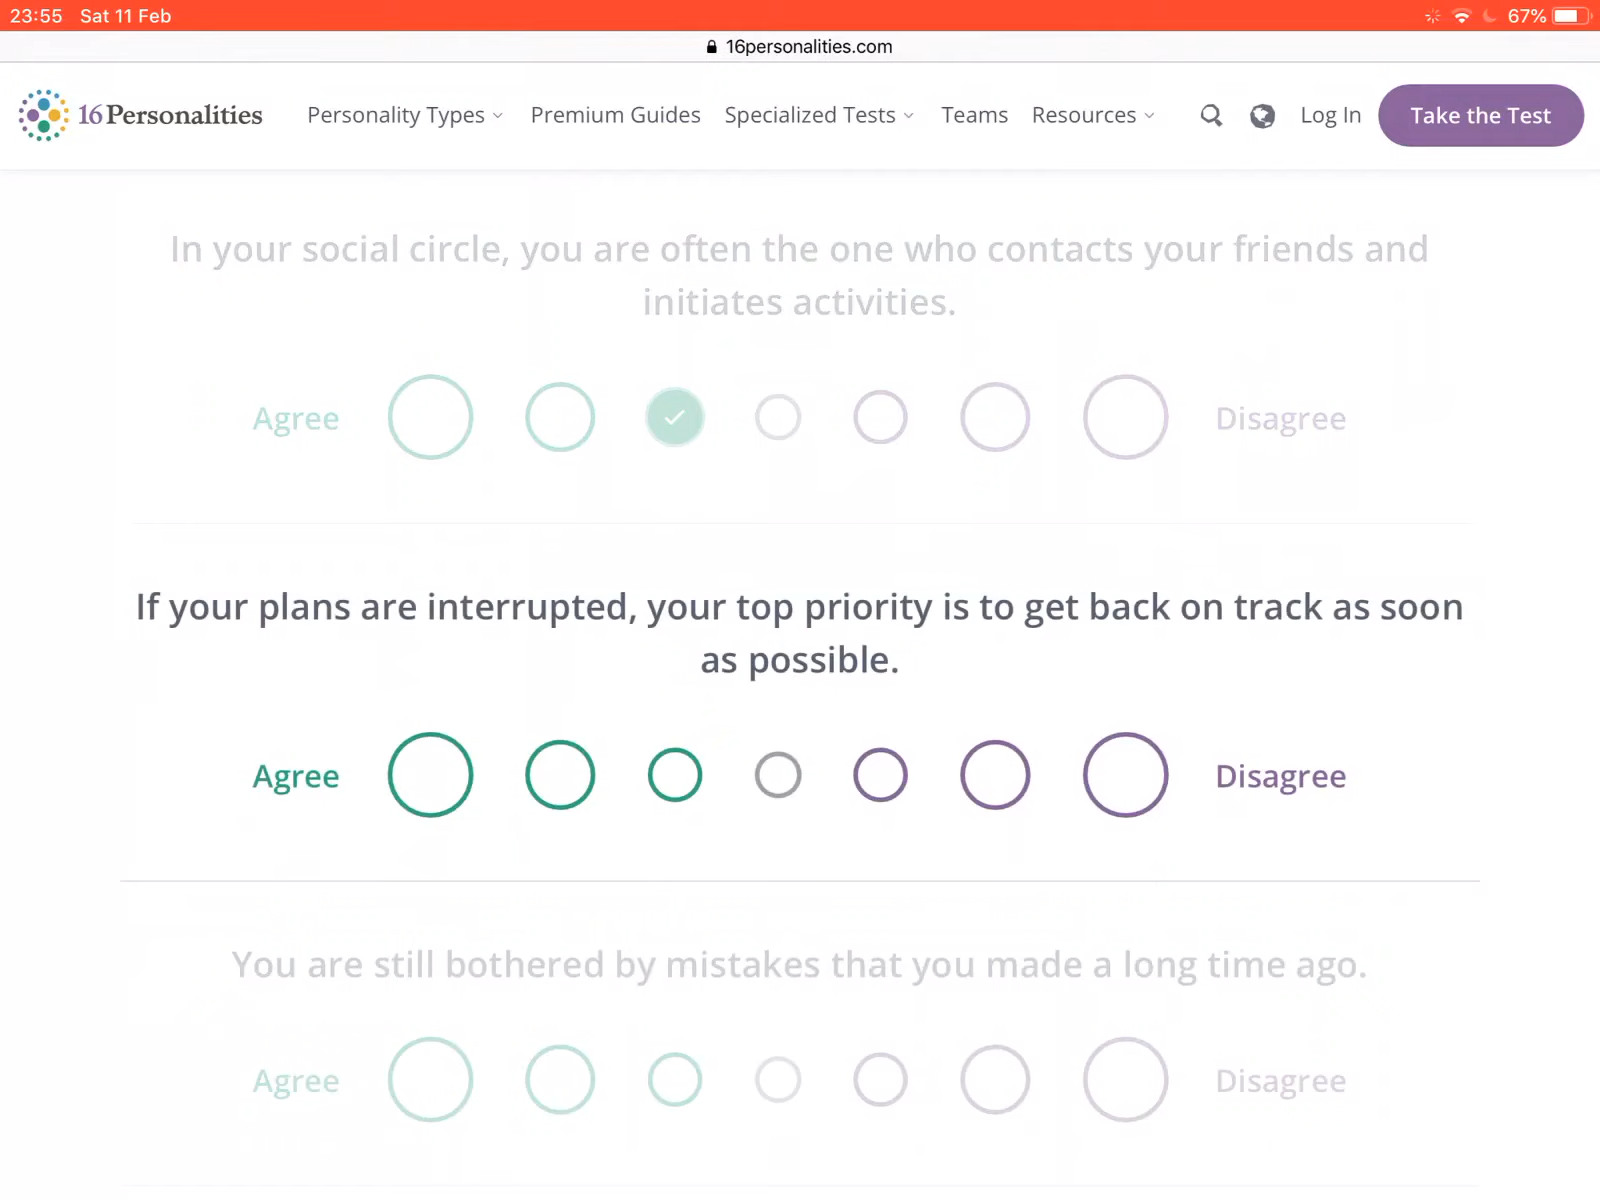 23:55 Sat 11 Feb 67%
16personalities.com
16Personalities Personality Types Premium Guides Specialized Tests Teams Resources Log In Take the Test
In your social circle, you are often the one who contacts your friends and
initiates activities.
Agree Disagree
If your plans are interrupted, your top priority is to get back on track as soon
as possible.
Agree Disagree
You are still bothered by mistakes that you made a long time ago.
Agree Disagree